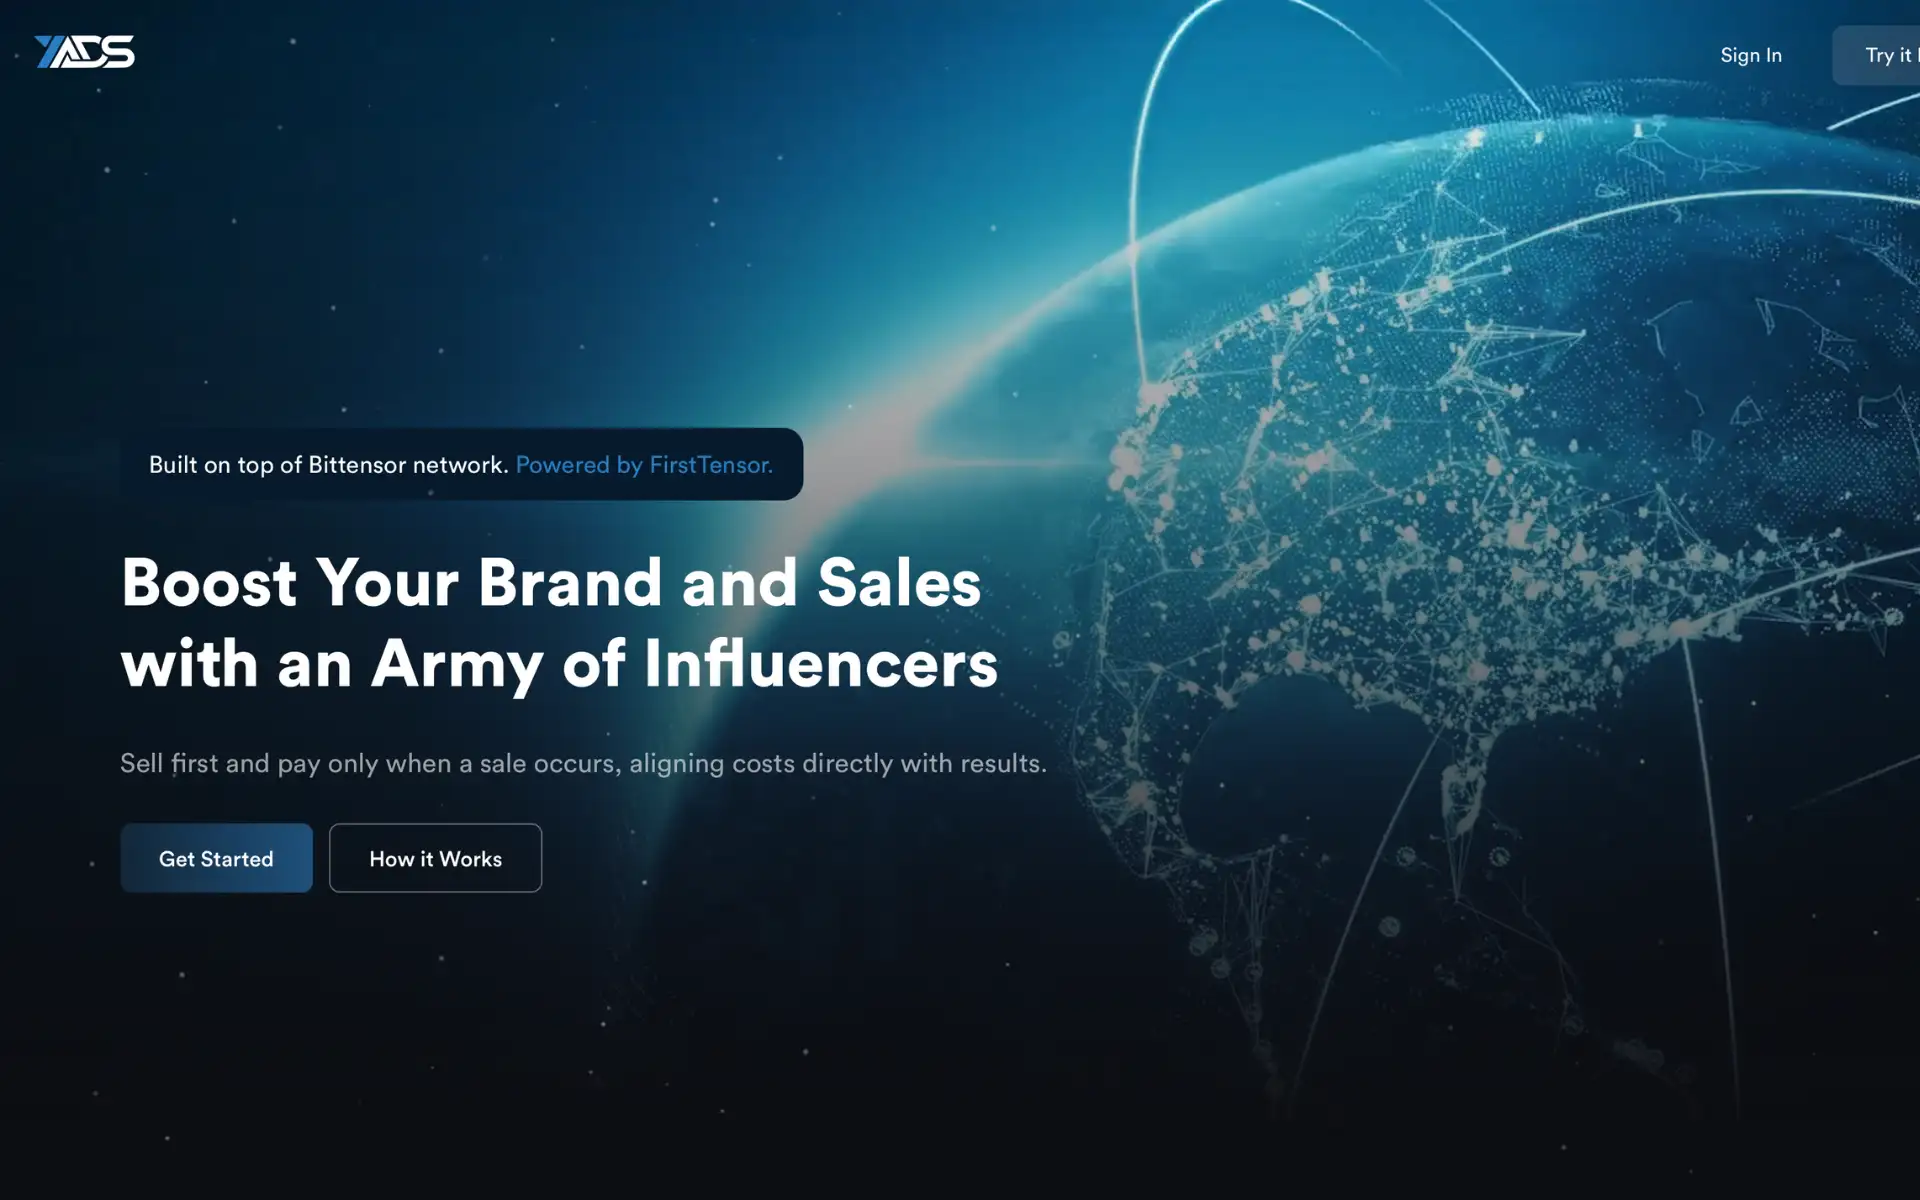 7ADS
Sign In
Try it
Built on top of Bittensor network. Powered by FirstTensor.
Boost Your Brand and Sales
with an Army of Influencers
Sell first and pay only when a sale occurs, aligning costs directly with results.
Get Started
How it Works